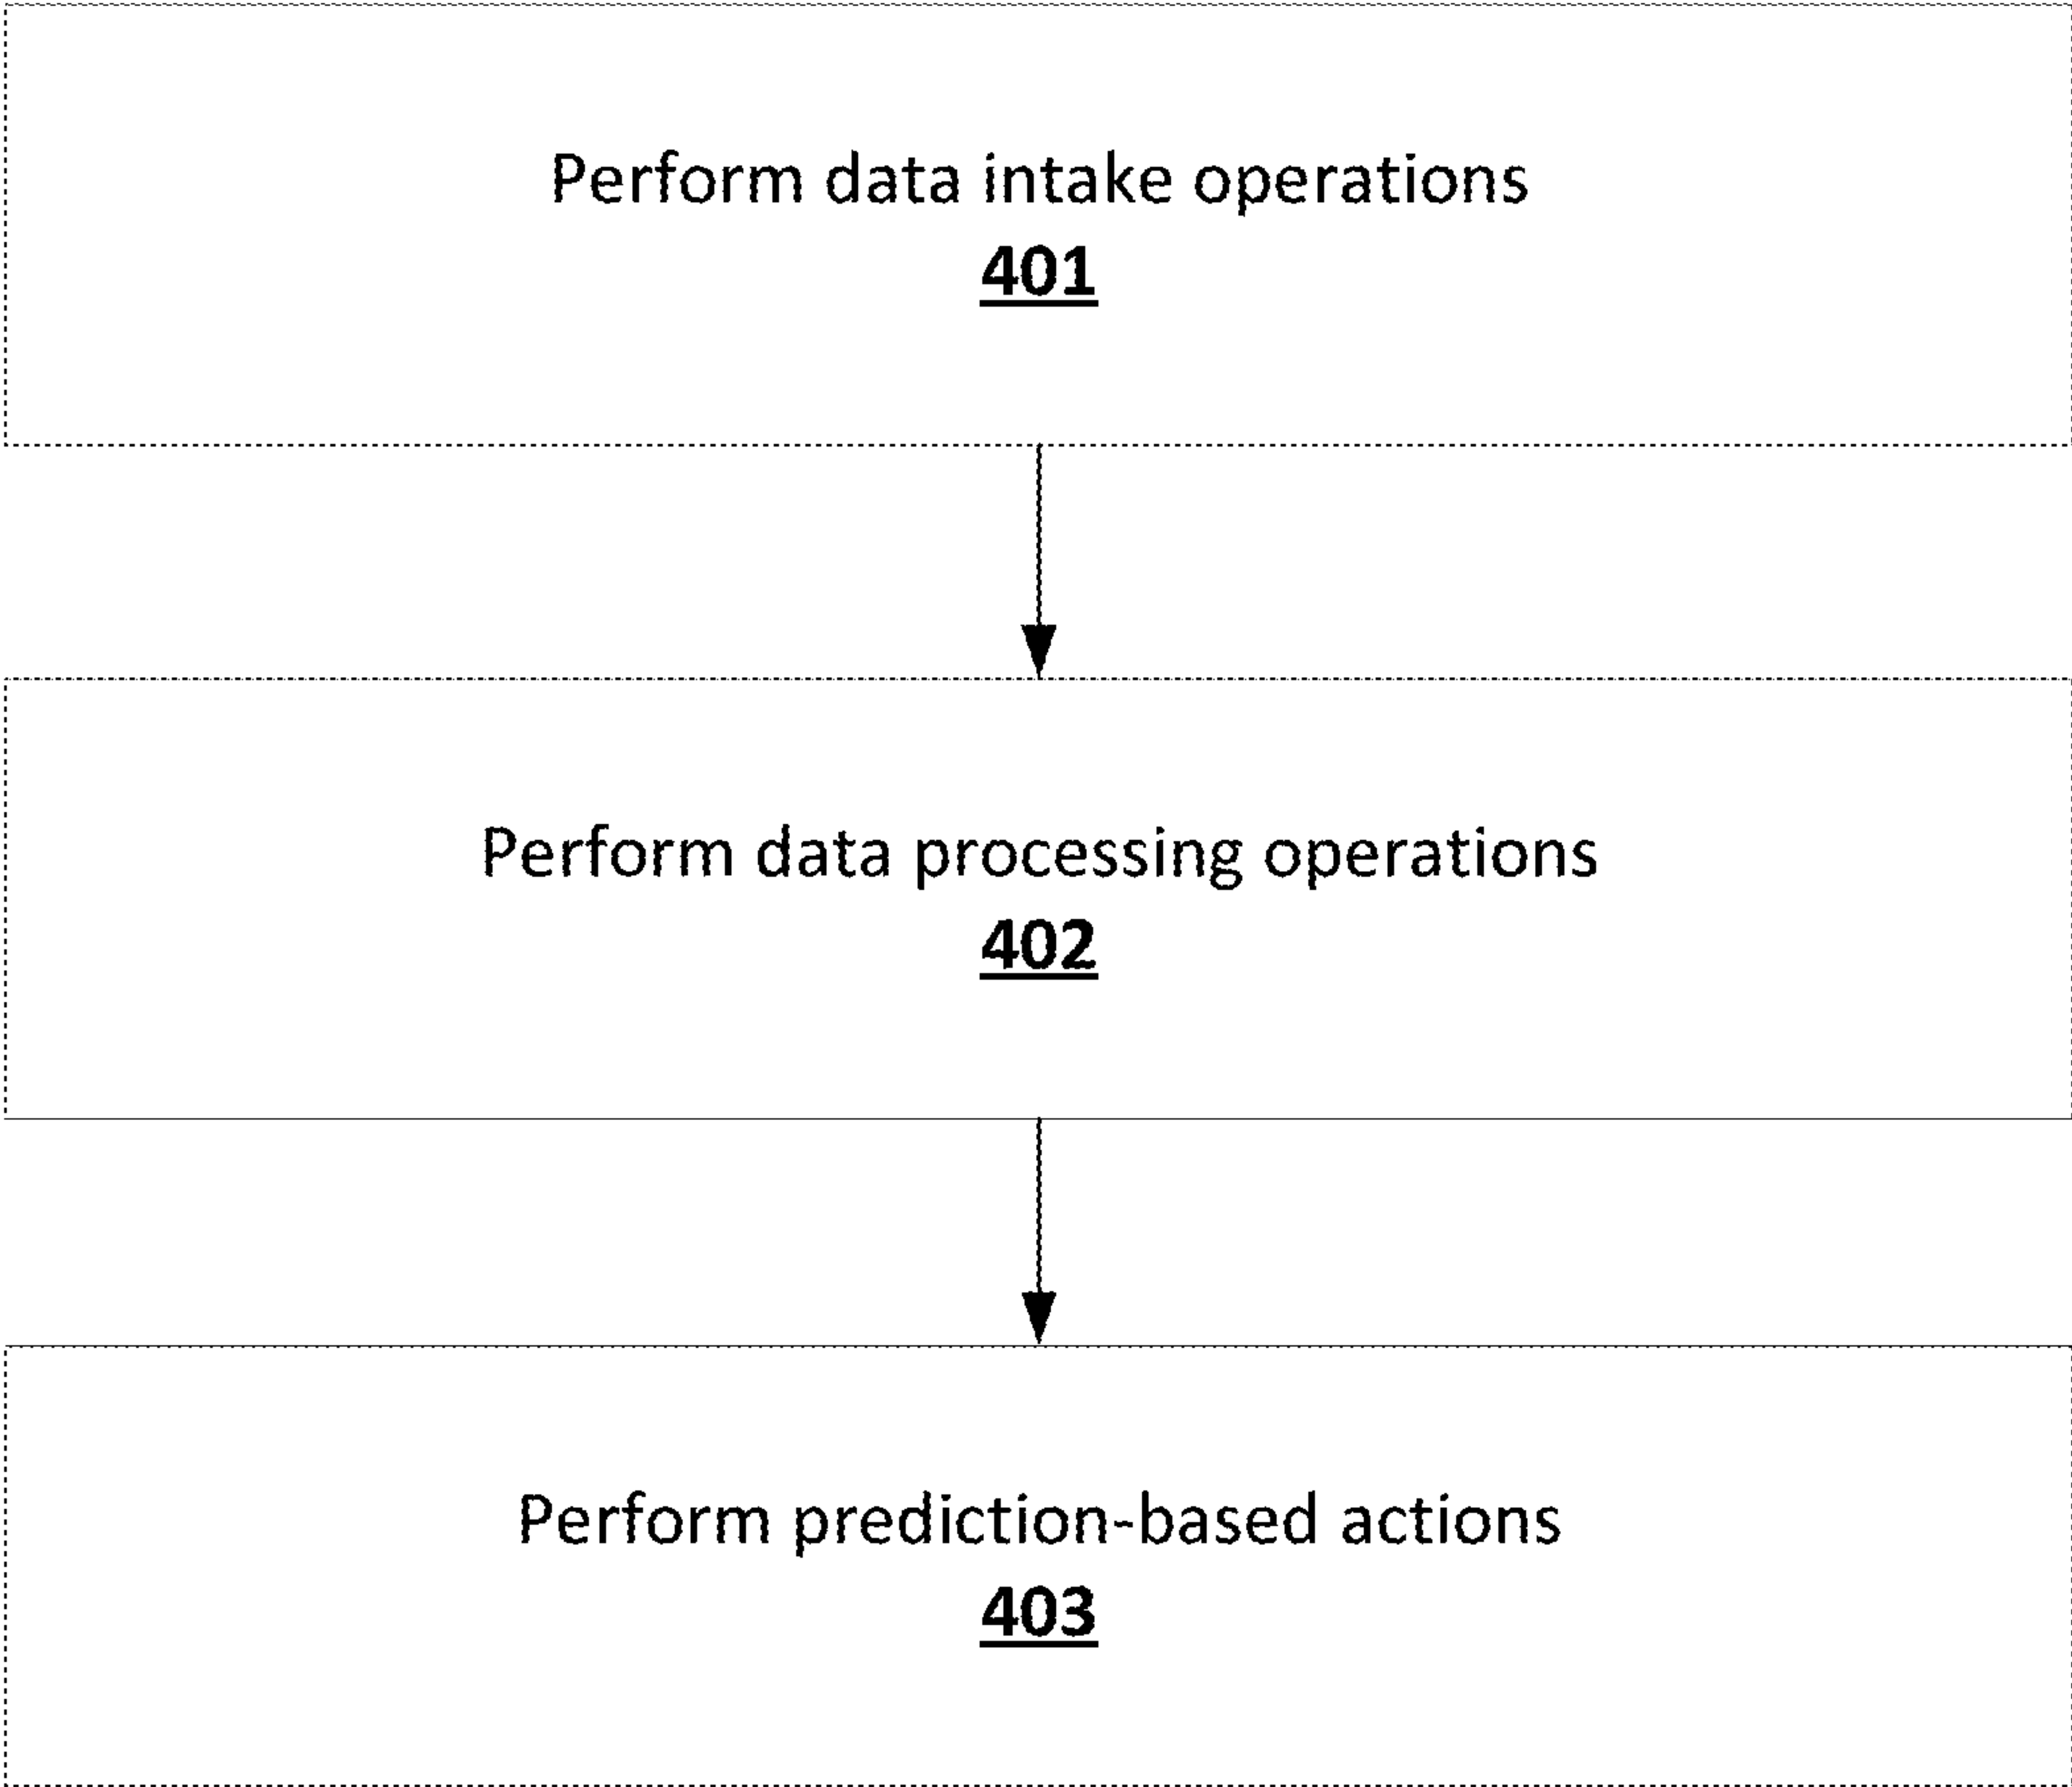 Perform data intake operations
401
Perform data processing operations
402
Perform prediction-based actions
403